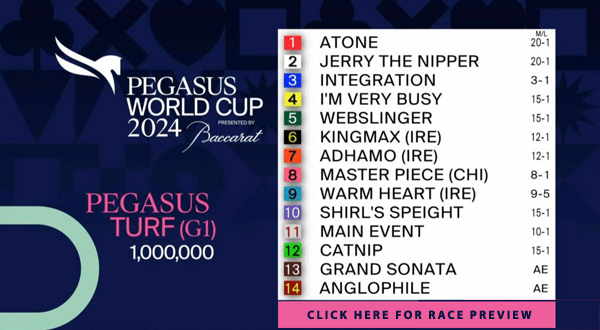 PEGASUS
WORLD CUP
2024 PRESENTED BY
Baccarat
PEGASUS
TURF (G1)
1,000,000
M/L
1 ATONE 20-1
2 JERRY THE NIPPER 20-1
3 INTEGRATION 3-1
4 I'M VERY BUSY 15-1
5 WEBSLINGER 15-1
6 KINGMAX (IRE) 12-1
7 ADHAMO (IRE) 12-1
8 MASTER PIECE (CHI) 8-1
9 WARM HEART (IRE) 9-5
10 SHIRL'S SPEIGHT 15-1
11 MAIN EVENT 10-1
12 CATNIP 15-1
13 GRAND SONATA AE
14 ANGLOPHILE AE
CLICK HERE FOR RACE PREVIEW